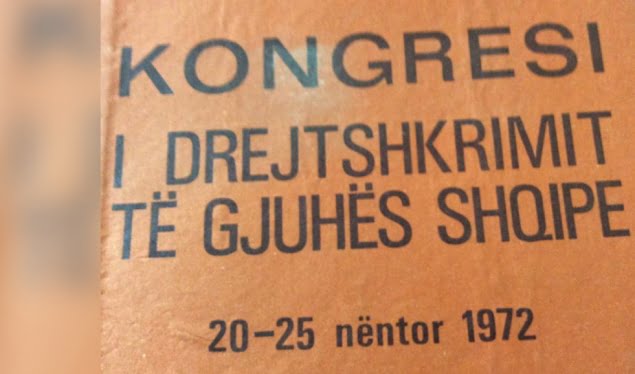 KONGRESI
I DREJTSHKRIMIT
TË GJUHËS SHQIPE
20–25 nëntor 1972